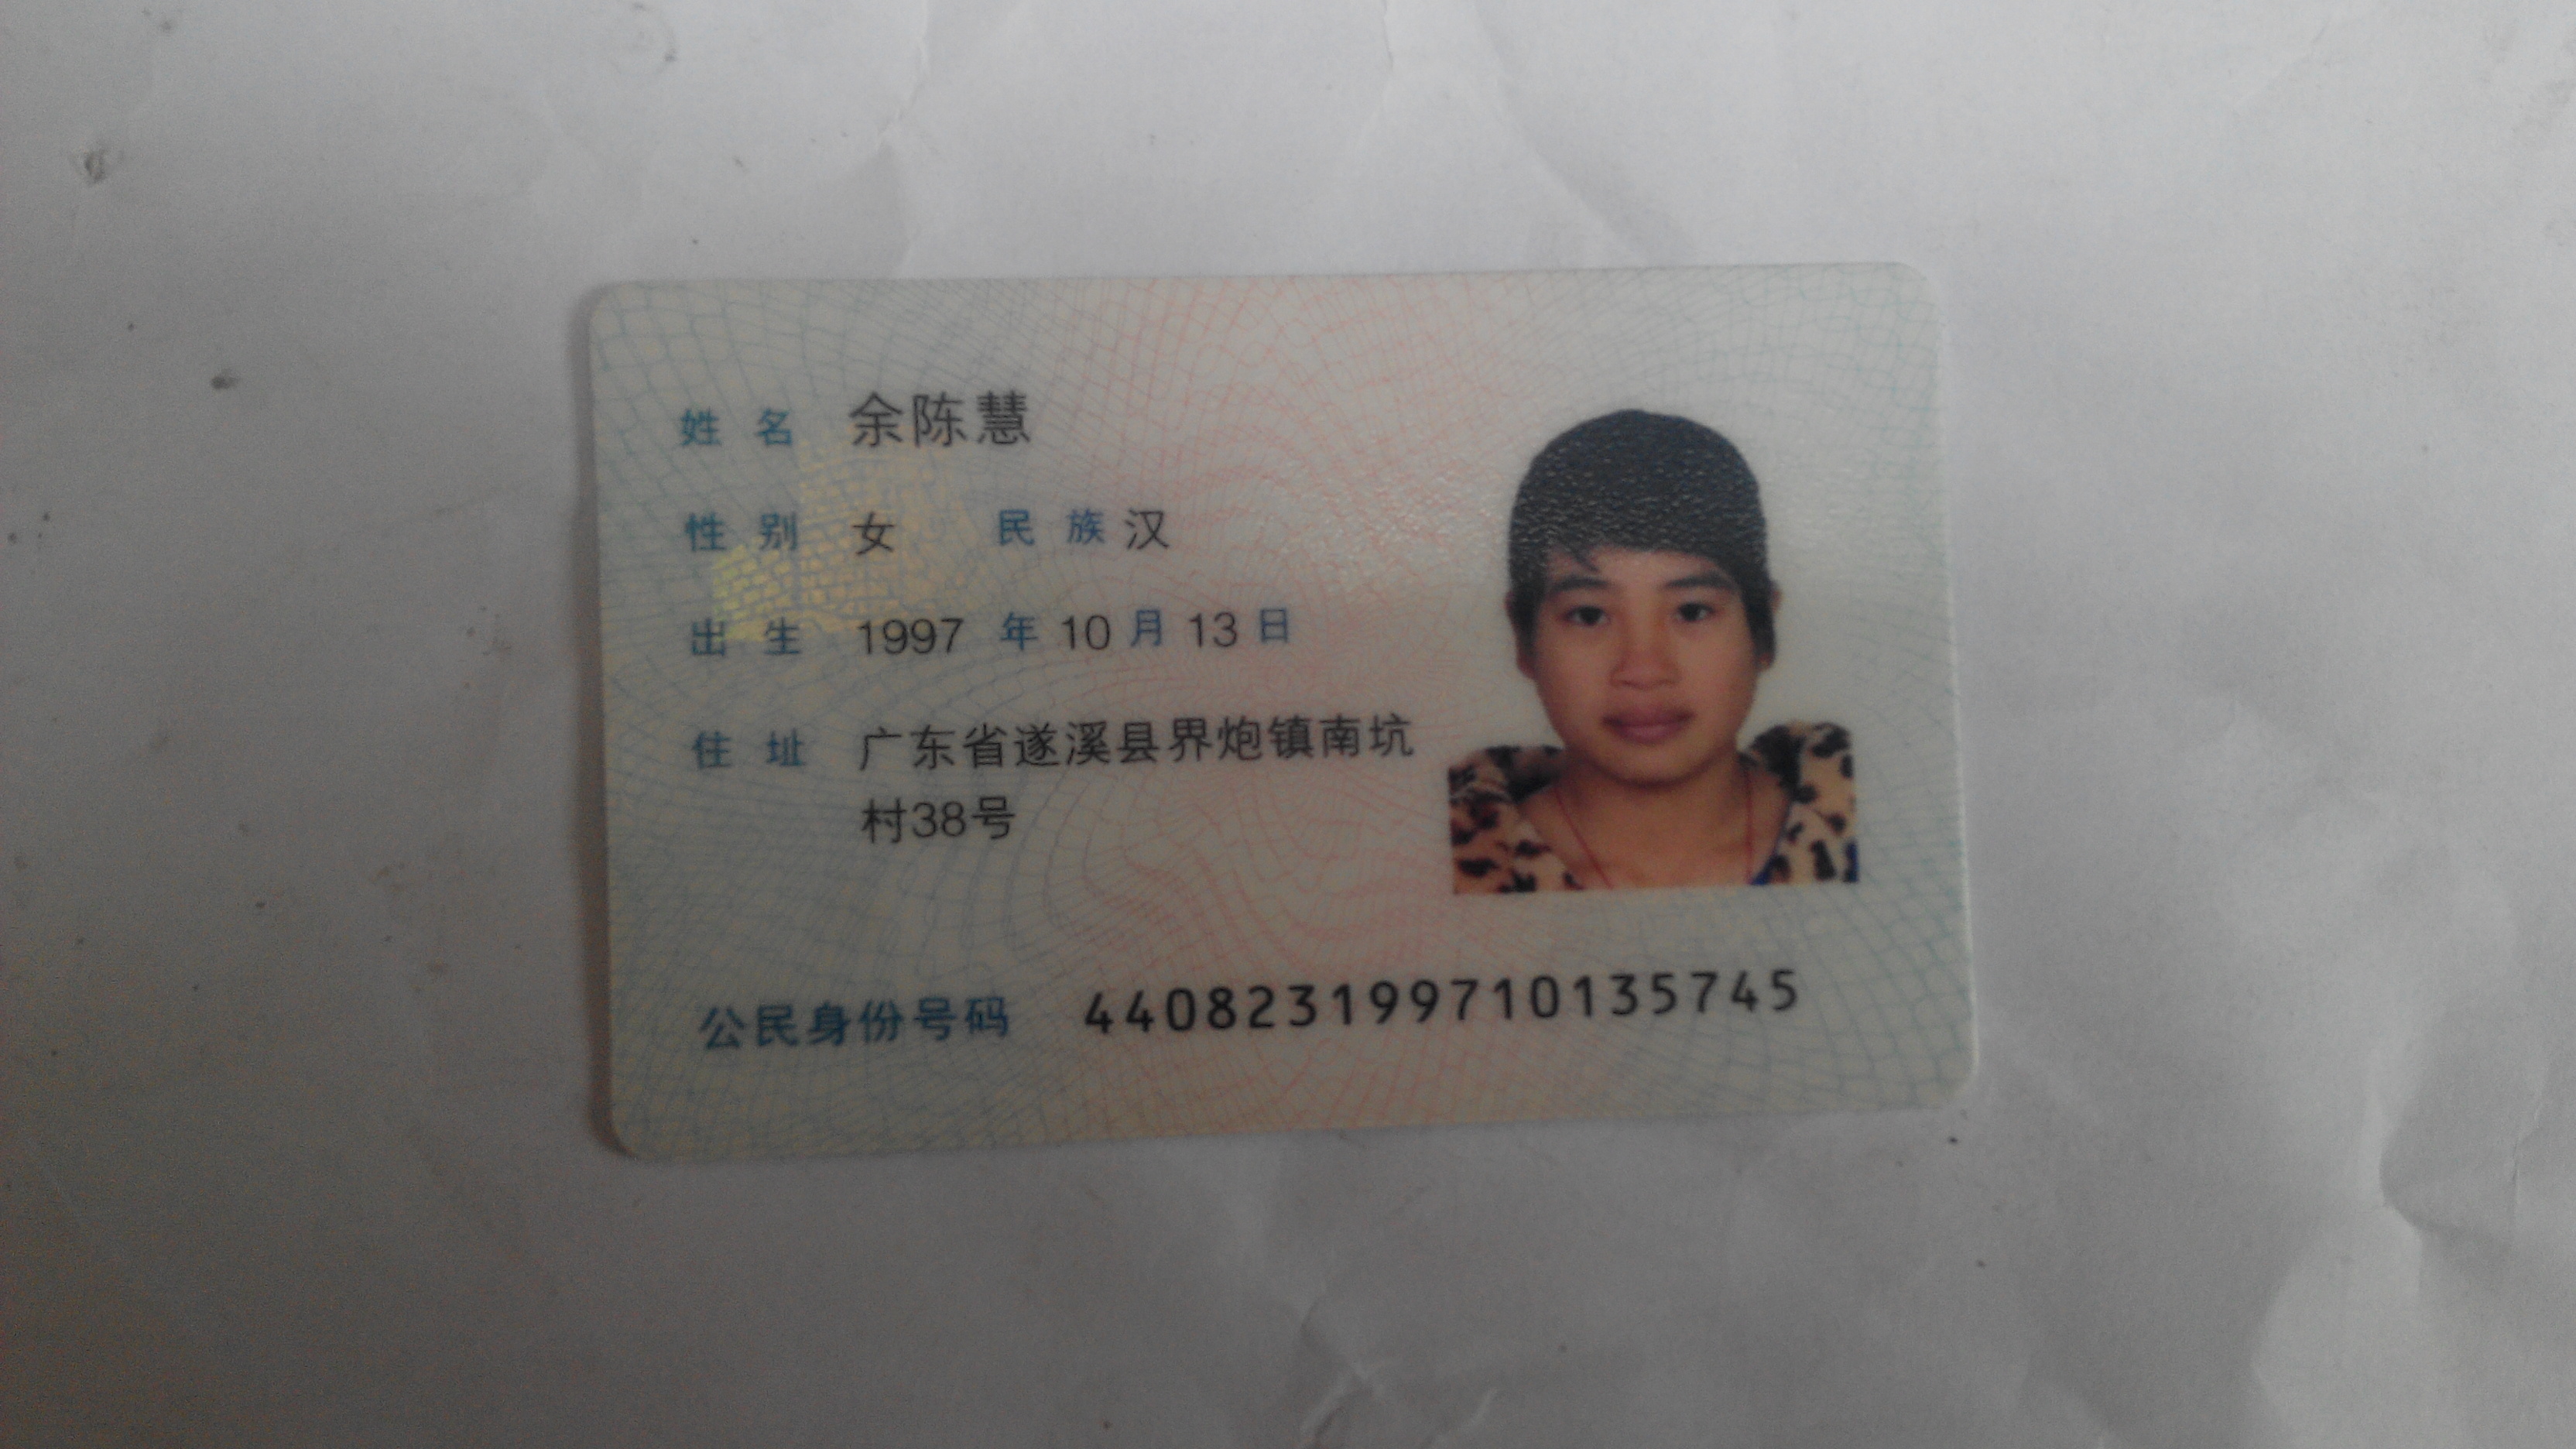 姓名 余陈慧
性别 女 民族 汉
出生 1997 年 10 月 13 日
住址 广东省遂溪县界炮镇南坑
村38号
公民身份号码 440823199710135745